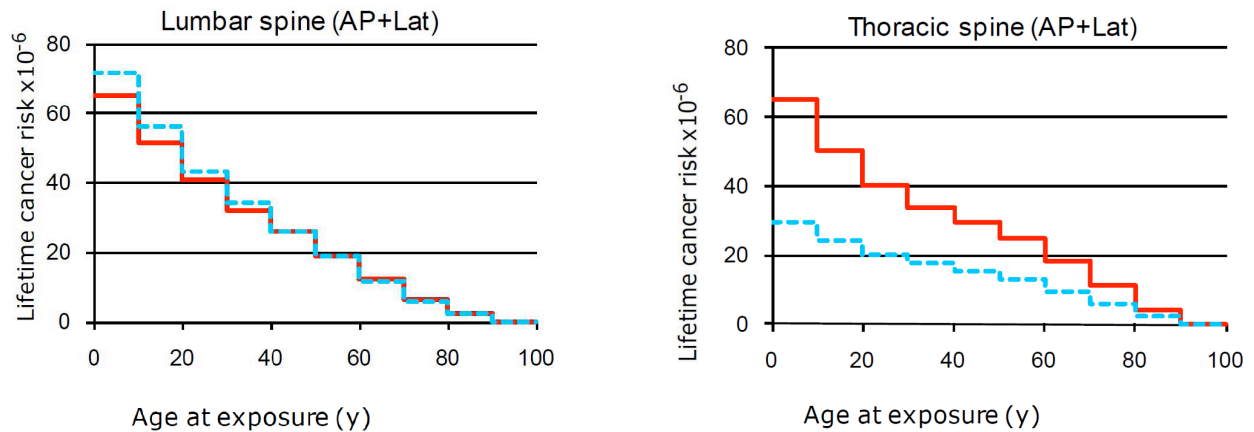 Lumbar spine (AP+Lat)
Lifetime cancer risk x10-6
80
60
40
20
0
0 20 40 60 80 100
Age at exposure (y)
Thoracic spine (AP+Lat)
Lifetime cancer risk x10-6
80
60
40
20
0
0 20 40 60 80 100
Age at exposure (y)